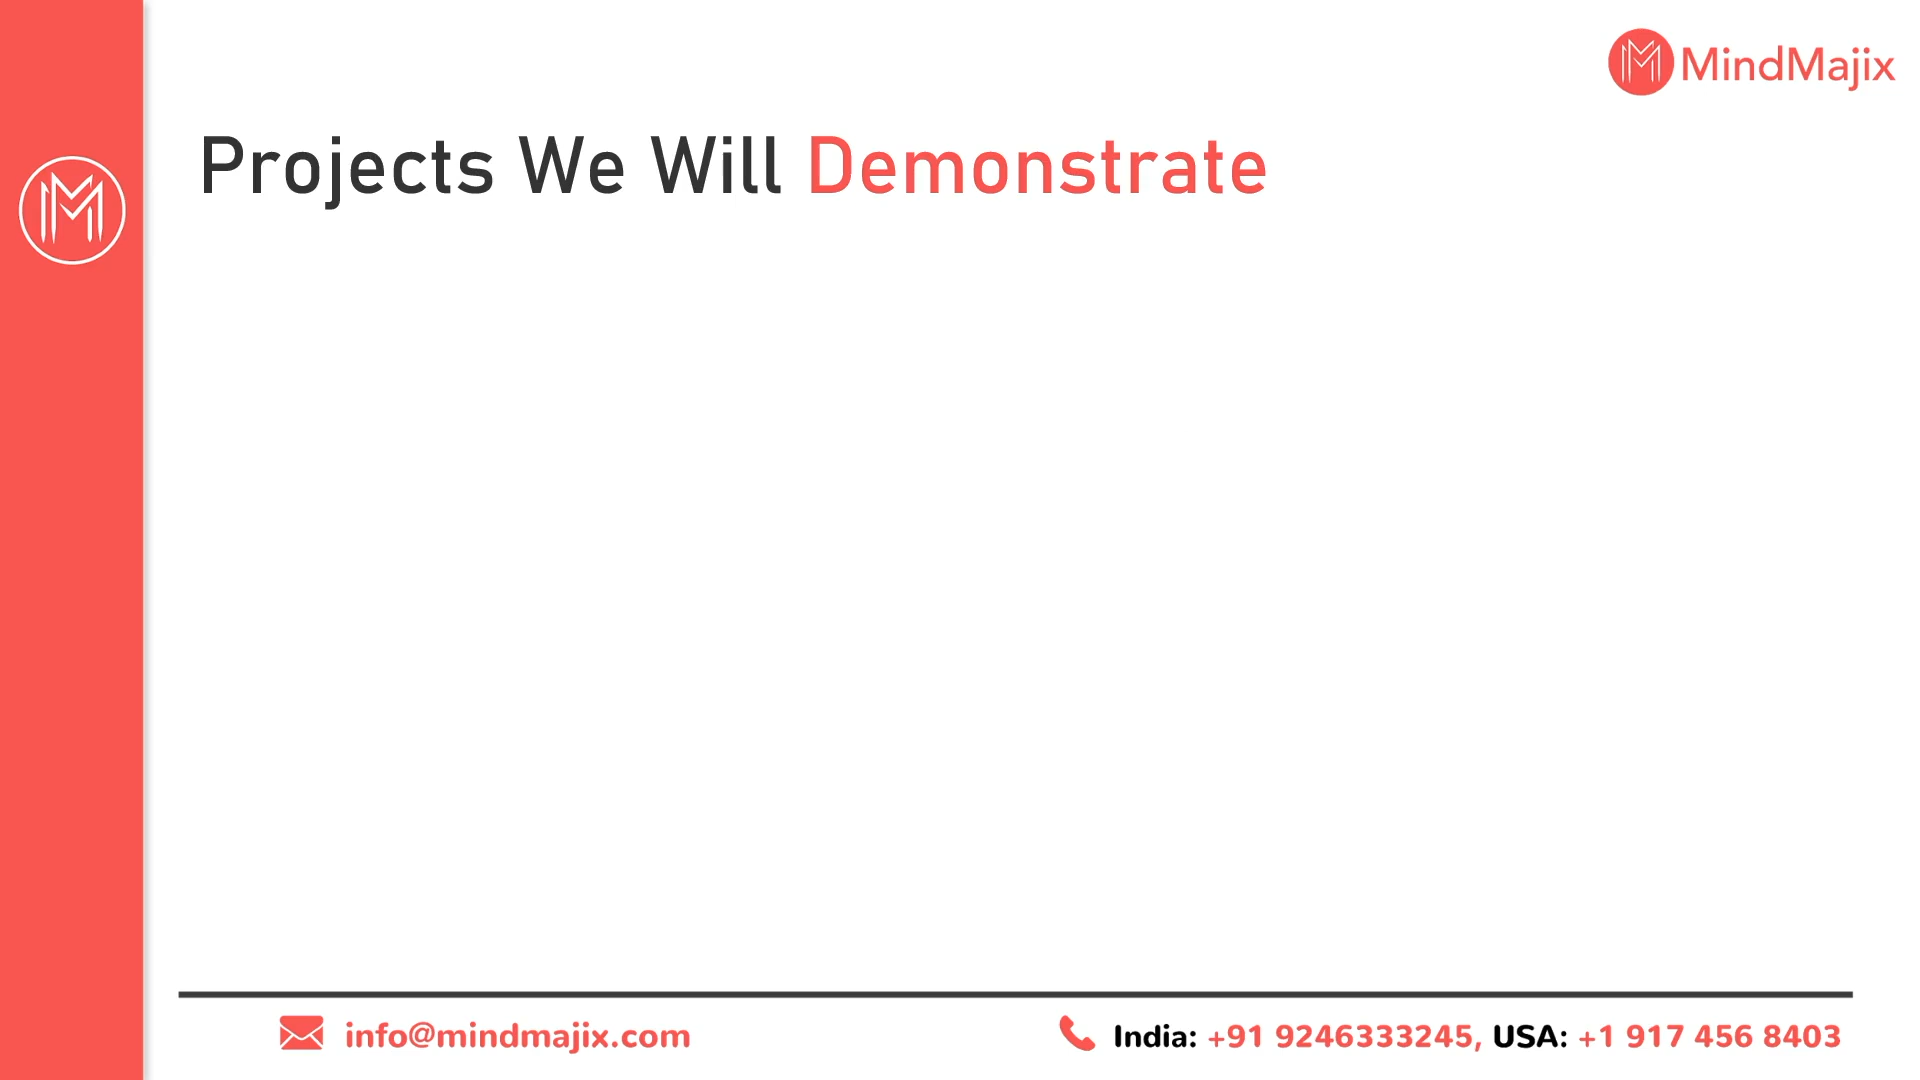 MindMajix
Projects We Will Demonstrate
info@mindmajix.com
India: +91 9246333245, USA: +1 917 456 8403